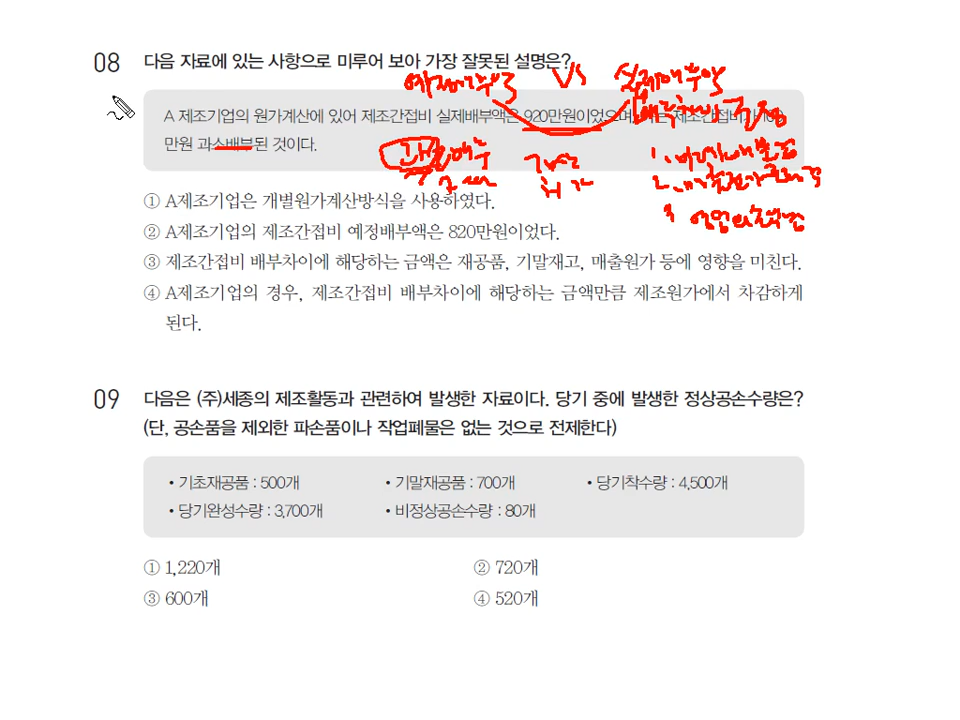 08 다음 자료에 있는 사항으로 미루어 보아 가장 잘못된 설명은?
예정배부액 VS 실제배부액
A 제조기업의 원가계산에 있어 제조간접비 실제배부액은 920만원이었으며, 제조간접비가 100
만원 과소배부된 것이다.
① A제조기업은 개별원가계산방식을 사용하였다.
② A제조기업의 제조간접비 예정배부액은 820만원이었다.
③ 제조간접비 배부차이에 해당하는 금액은 재공품, 기말재고, 매출원가 등에 영향을 미친다.
④ A제조기업의 경우, 제조간접비 배부차이에 해당하는 금액만큼 제조원가에서 차감하게
된다.
09 다음은 (주)세종의 제조활동과 관련하여 발생한 자료이다. 당기 중에 발생한 정상공손수량은?
(단, 공손품을 제외한 파손품이나 작업폐물은 없는 것으로 전제한다)
• 기초재공품 : 500개 • 기말재공품 : 700개 • 당기착수량 : 4,500개
• 당기완성수량 : 3,700개 • 비정상공손수량 : 80개
① 1,220개 ② 720개
③ 600개 ④ 520개